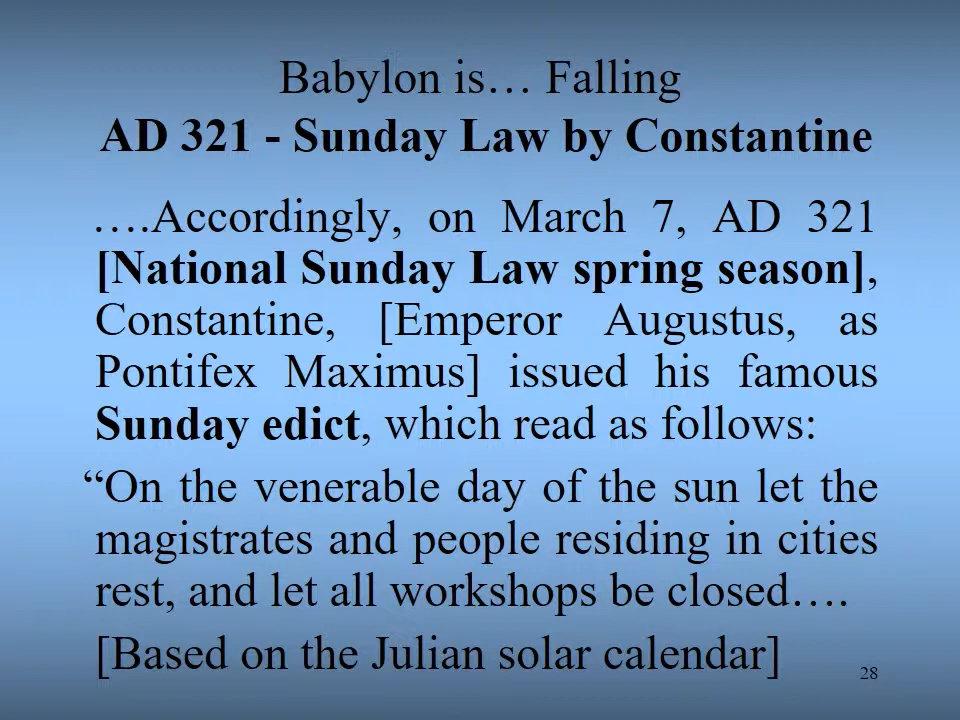 Babylon is… Falling
AD 321 - Sunday Law by Constantine
….Accordingly, on March 7, AD 321
[National Sunday Law spring season],
Constantine, [Emperor Augustus, as
Pontifex Maximus] issued his famous
Sunday edict, which read as follows:
“On the venerable day of the sun let the
magistrates and people residing in cities
rest, and let all workshops be closed….
[Based on the Julian solar calendar]
28